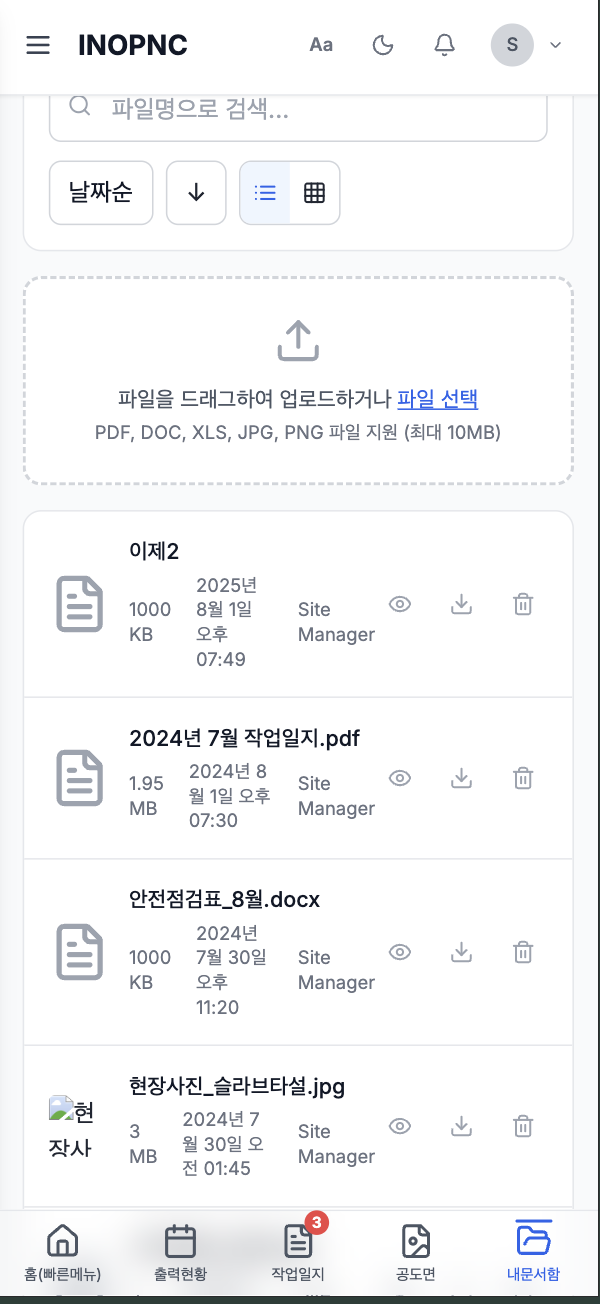 INOPNC
Aa
S
파일명으로 검색...
날짜순
파일을 드래그하여 업로드하거나 파일 선택
PDF, DOC, XLS, JPG, PNG 파일 지원 (최대 10MB)
이제2
1000
KB
2025년
8월 1일
오후
07:49
Site
Manager
2024년 7월 작업일지.pdf
1.95
MB
2024년 8
월 1일 오후
07:30
Site
Manager
안전점검표_8월.docx
1000
KB
2024년
7월 30일
오후
11:20
Site
Manager
현장사진_슬라브타설.jpg
현
장사
3
MB
2024년 7
월 30일 오
전 01:45
Site
Manager
3
홈(빠른메뉴)
출력현황
작업일지
공도면
내문서함